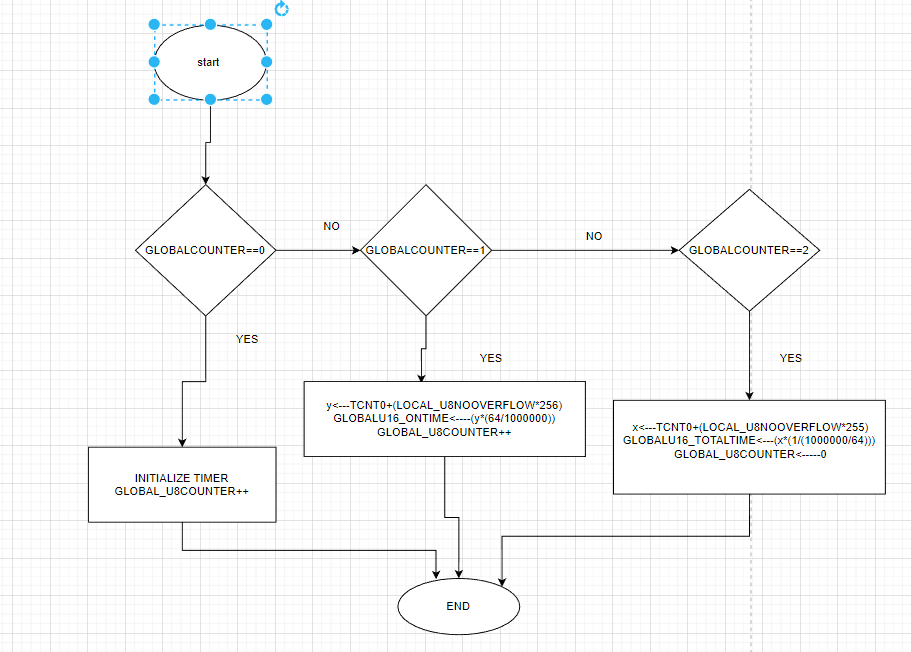 start
GLOBALCOUNTER==0
NO
GLOBALCOUNTER==1
NO
GLOBALCOUNTER==2
YES
YES
YES
INITIALIZE TIMER
GLOBAL_U8COUNTER++
y<---TCNT0+(LOCAL_U8NOOVERFLOW*256)
GLOBALU16_ONTIME<----(y*(64/1000000))
GLOBAL_U8COUNTER++
x<---TCNT0+(LOCAL_U8NOOVERFLOW*255)
GLOBALU16_TOTALTIME<---(x*(1/(1000000/64)))
GLOBAL_U8COUNTER<-----0
END